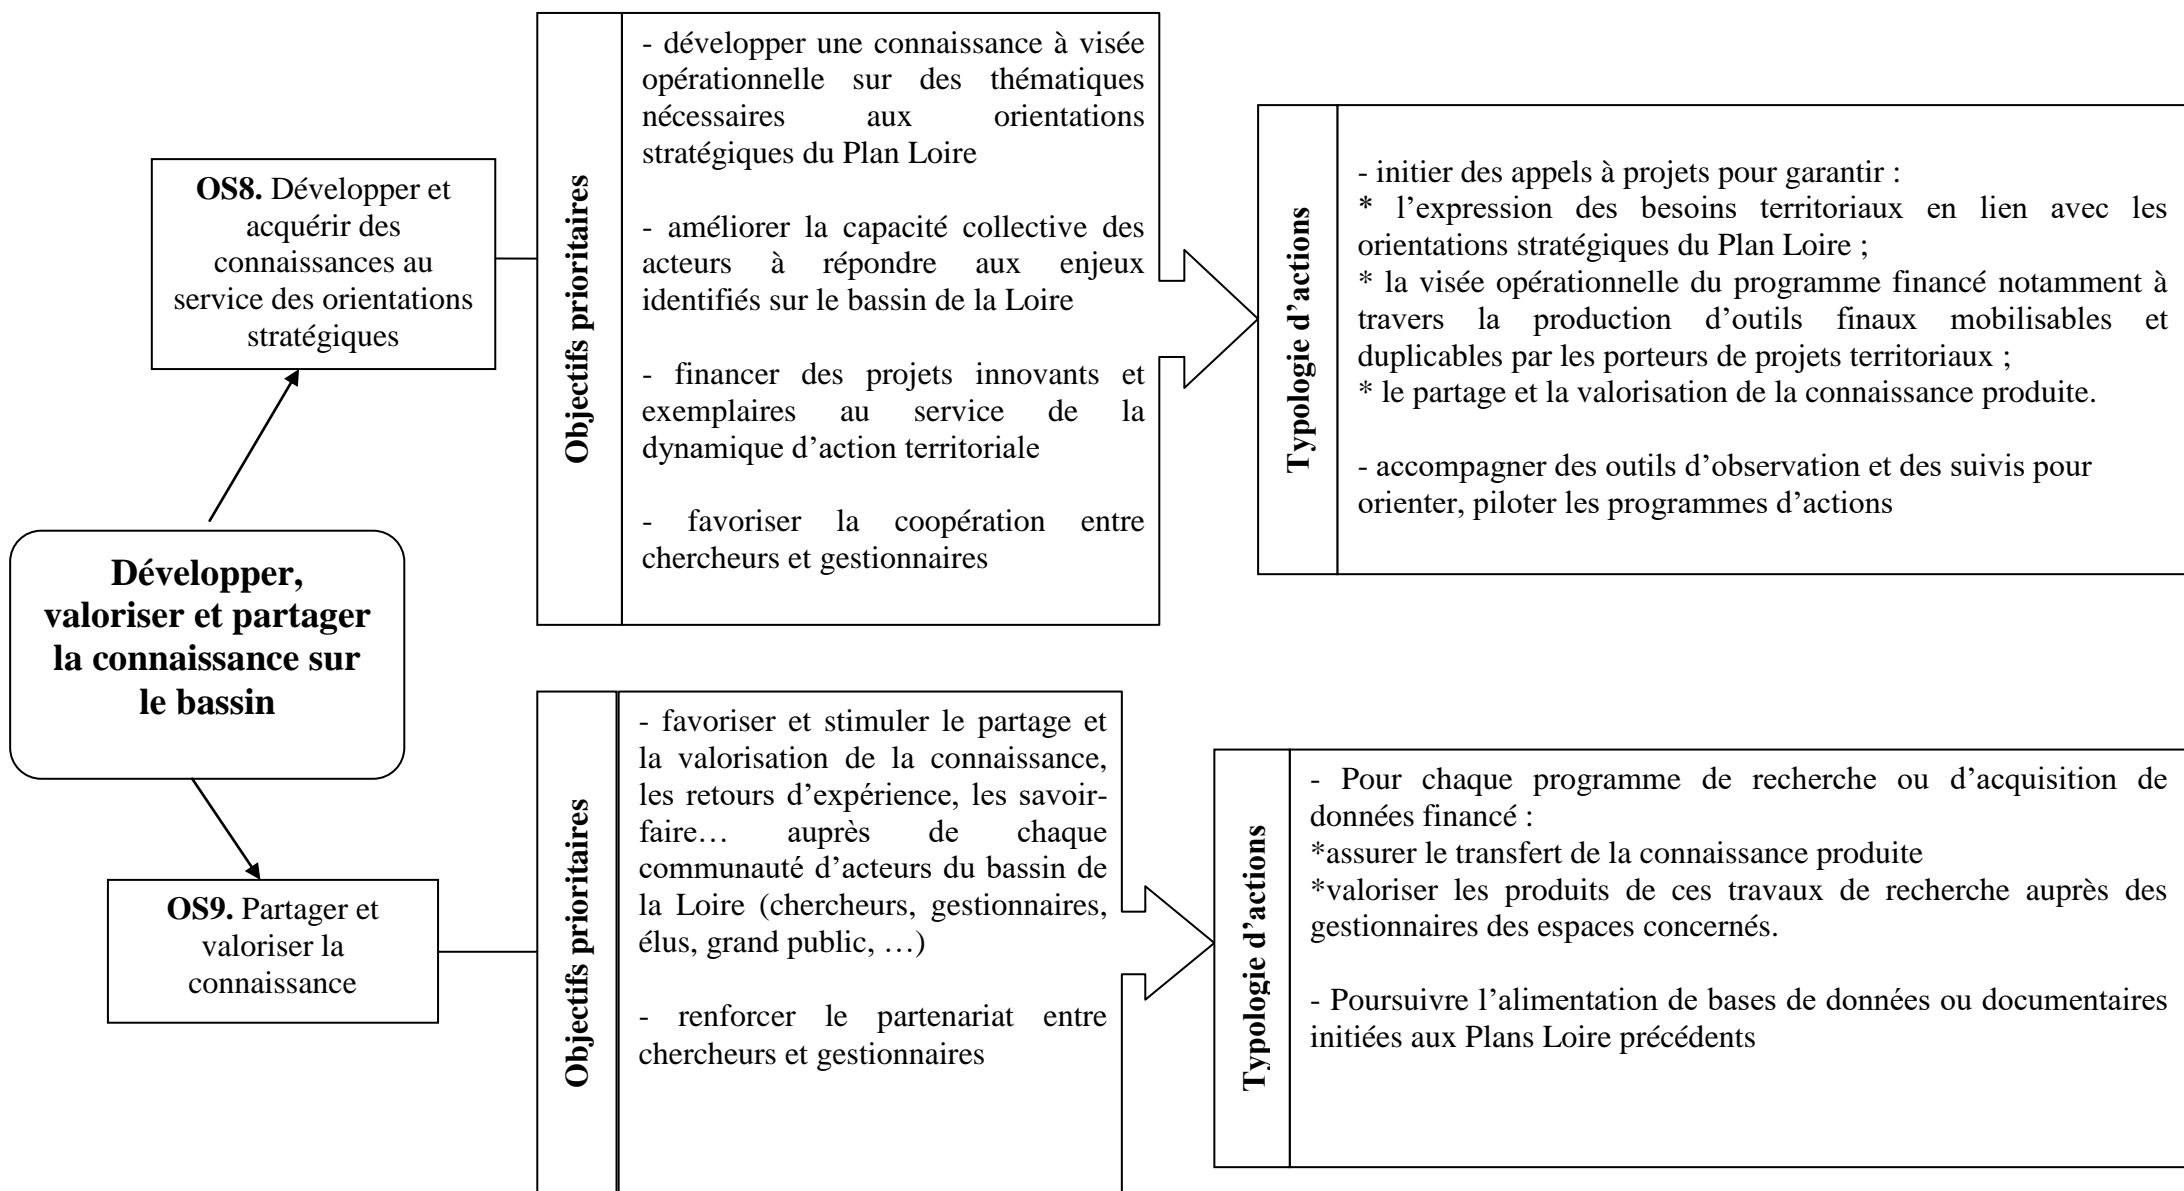 Développer,
valoriser et partager
la connaissance sur
le bassin
OS8. Développer et
acquérir des
connaissances au
service des orientations
stratégiques
Objectifs prioritaires
- développer une connaissance à visée
opérationnelle sur des thématiques
nécessaires aux orientations
stratégiques du Plan Loire
- améliorer la capacité collective des
acteurs à répondre aux enjeux
identifiés sur le bassin de la Loire
- financer des projets innovants et
exemplaires au service de la
dynamique d’action territoriale
- favoriser la coopération entre
chercheurs et gestionnaires
Typologie d’actions
- initier des appels à projets pour garantir :
* l’expression des besoins territoriaux en lien avec les
orientations stratégiques du Plan Loire ;
* la visée opérationnelle du programme financé notamment à
travers la production d’outils finaux mobilisables et
duplicables par les porteurs de projets territoriaux ;
* le partage et la valorisation de la connaissance produite.
- accompagner des outils d’observation et des suivis pour
orienter, piloter les programmes d’actions
OS9. Partager et
valoriser la
connaissance
Objectifs prioritaires
- favoriser et stimuler le partage et
la valorisation de la connaissance,
les retours d’expérience, les savoir-
faire… auprès de chaque
communauté d’acteurs du bassin de
la Loire (chercheurs, gestionnaires,
élus, grand public, …)
- renforcer le partenariat entre
chercheurs et gestionnaires
Typologie d’actions
- Pour chaque programme de recherche ou d’acquisition de
données financé :
*assurer le transfert de la connaissance produite
*valoriser les produits de ces travaux de recherche auprès des
gestionnaires des espaces concernés.
- Poursuivre l’alimentation de bases de données ou documentaires
initiées aux Plans Loire précédents